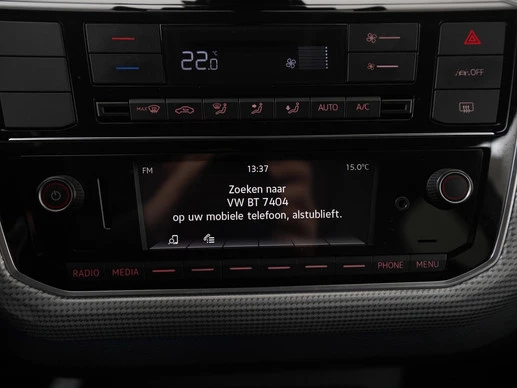 22.0 °C
OFF
MAX
AUTO
A/C
FM 13:37 15.0°C
Zoeken naar
VW BT 7404
op uw mobiele telefoon, alstublieft.
RADIO MEDIA PHONE MENU